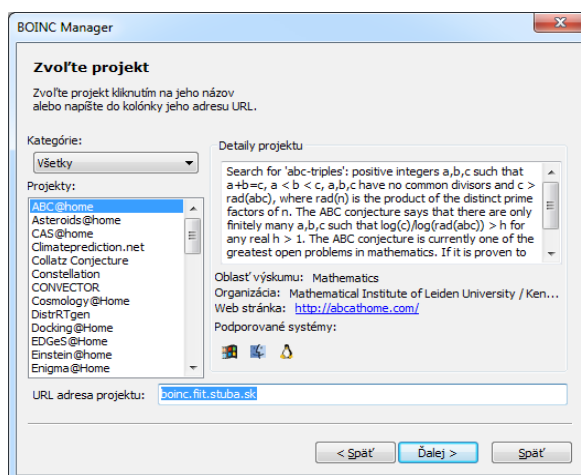 BOINC Manager
Zvoľte projekt
Zvoľte projekt kliknutím na jeho názov
alebo napíšte do kolónky jeho adresu URL.
Kategórie:
Všetky
Projekty:
ABC@home
Asteroids@home
CAS@home
Climateprediction.net
Collatz Conjecture
Constellation
CONVECTOR
Cosmology@Home
DistrRTgen
Docking@Home
EDGeS@Home
Einstein@home
Enigma@Home
Detaily projektu
Search for 'abc-triples': positive integers a,b,c such that
a+b=c, a < b < c, a,b,c have no common divisors and c >
rad(abc), where rad(n) is the product of the distinct prime
factors of n. The ABC conjecture says that there are only
finitely many a,b,c such that log(c)/log(rad(abc)) > h for
any real h > 1. The ABC conjecture is currently one of the
greatest open problems in mathematics. If it is proven to
Oblasť výskumu: Mathematics
Organizácia: Mathematical Institute of Leiden University / Ken...
Web stránka: http://abcathome.com/
Podporované systémy:
URL adresa projektu: boinc.fiit.stuba.sk
< Späť
Ďalej >
Späť